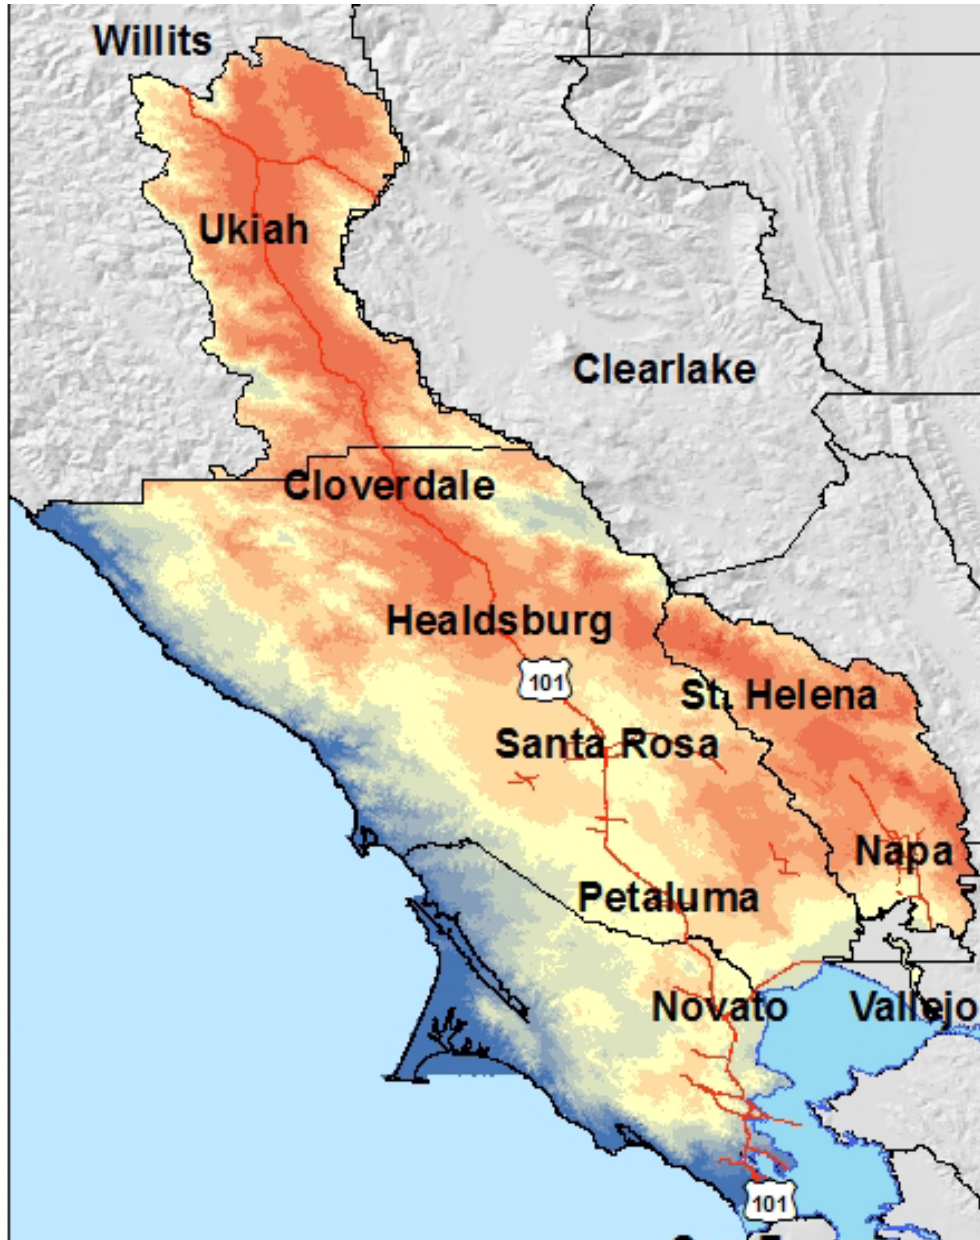 Willits
Ukiah
Clearlake
Cloverdale
Healdsburg
101
St. Helena
Santa Rosa
Napa
Petaluma
Novato
Vallejo
101